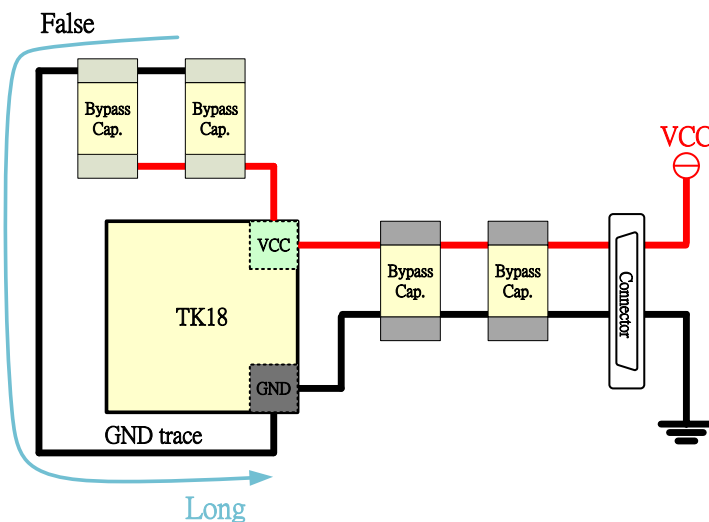 False
Bypass
Cap.
Bypass
Cap.
VCC
VCC
TK18
Bypass
Cap.
Bypass
Cap.
Connector
GND
GND trace
Long